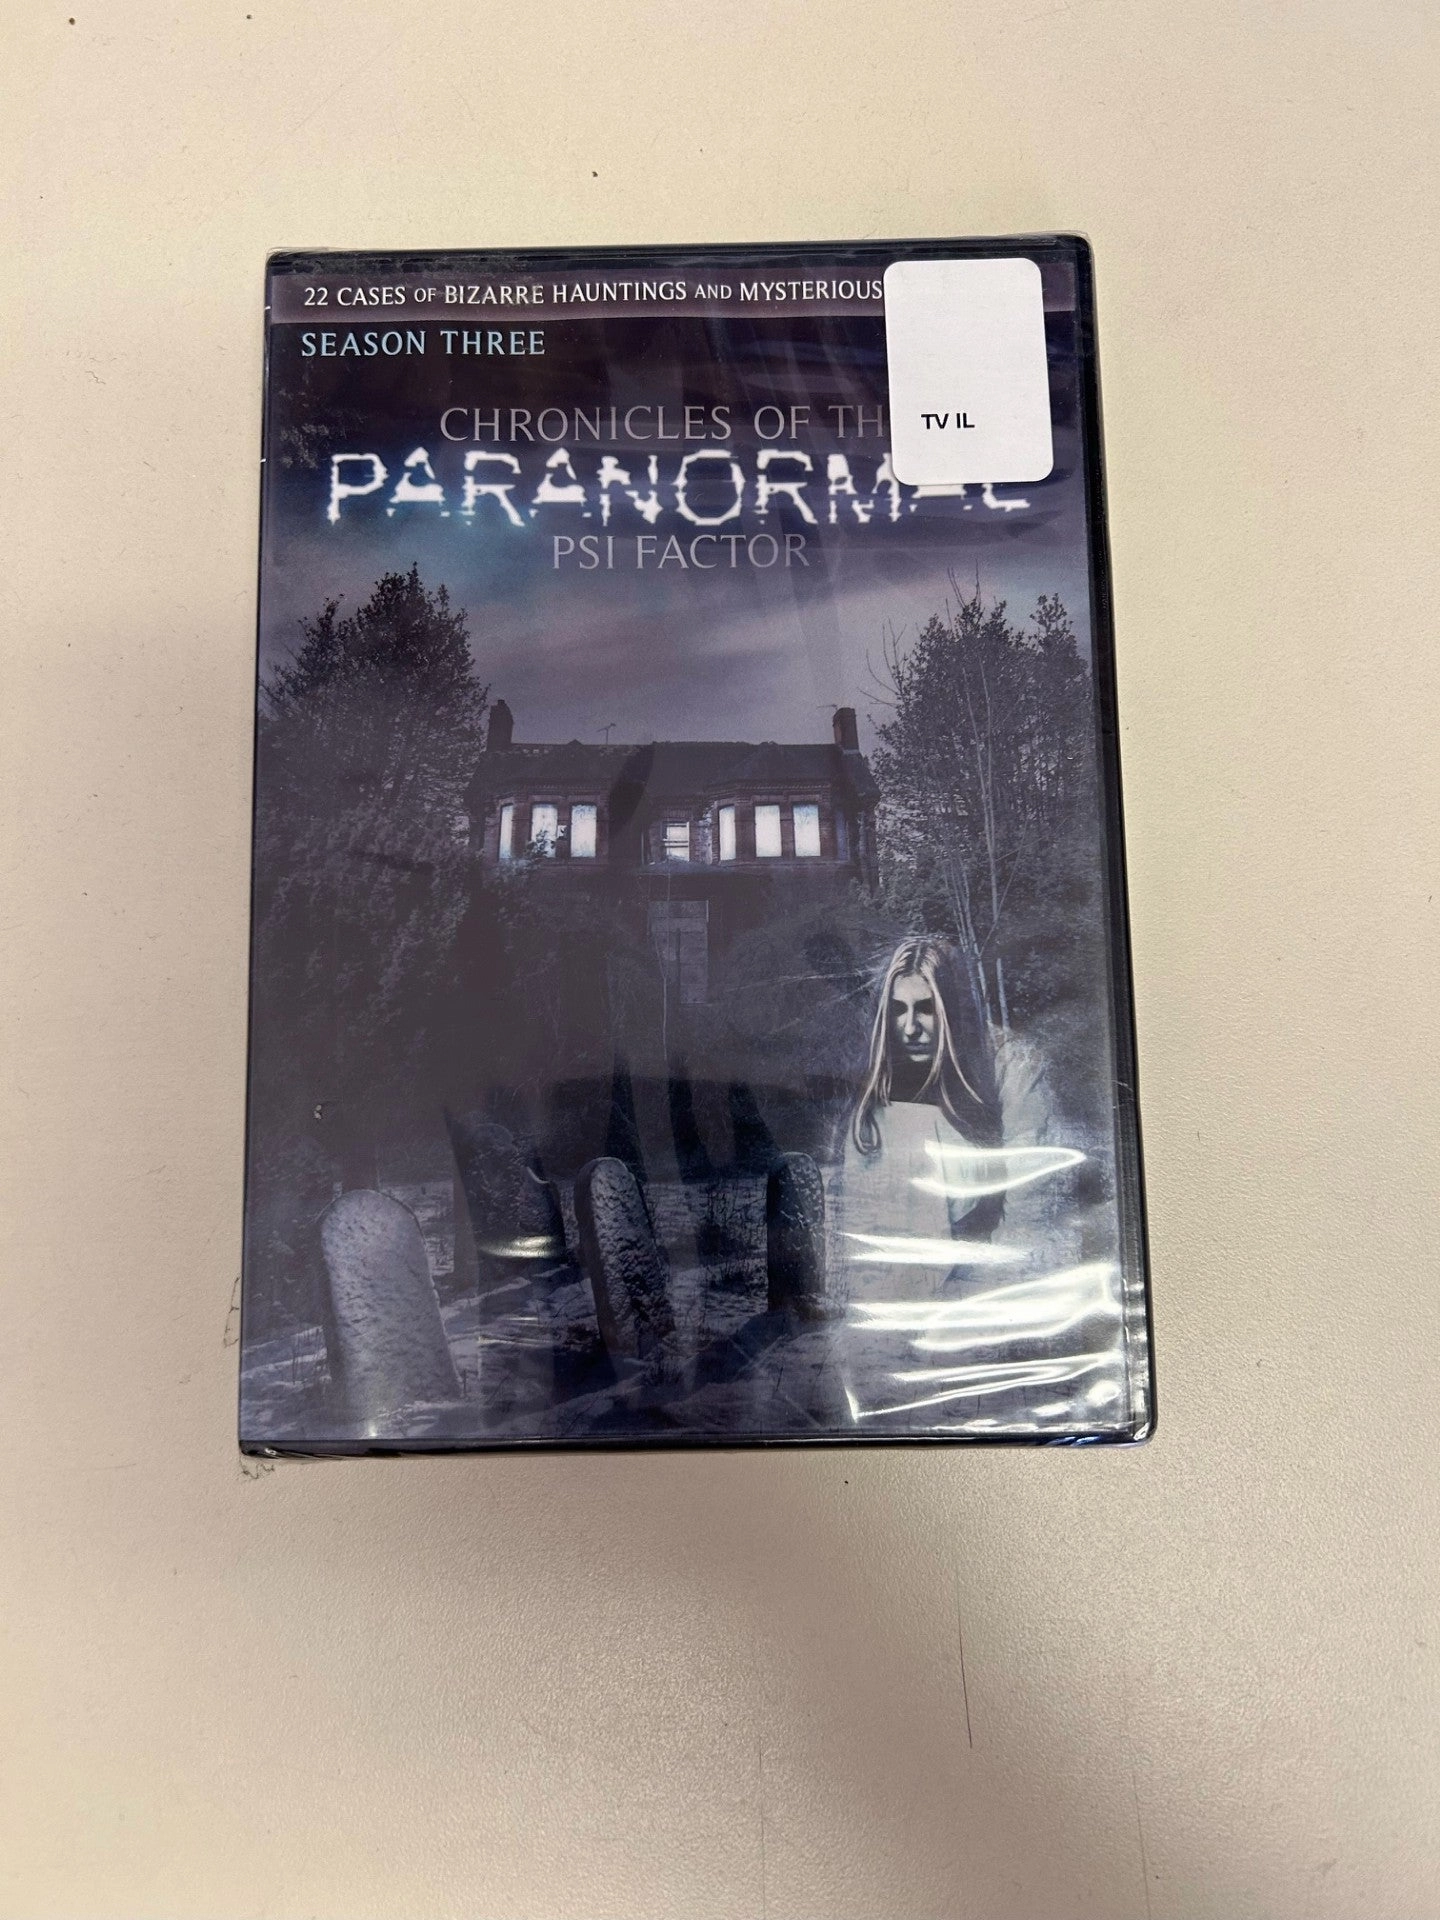 22 CASES OF BIZARRE HAUNTINGS AND MYSTERIOUS
SEASON THREE
TV IL
CHRONICLES OF TH
PARANORMAL
PSI FACTOR